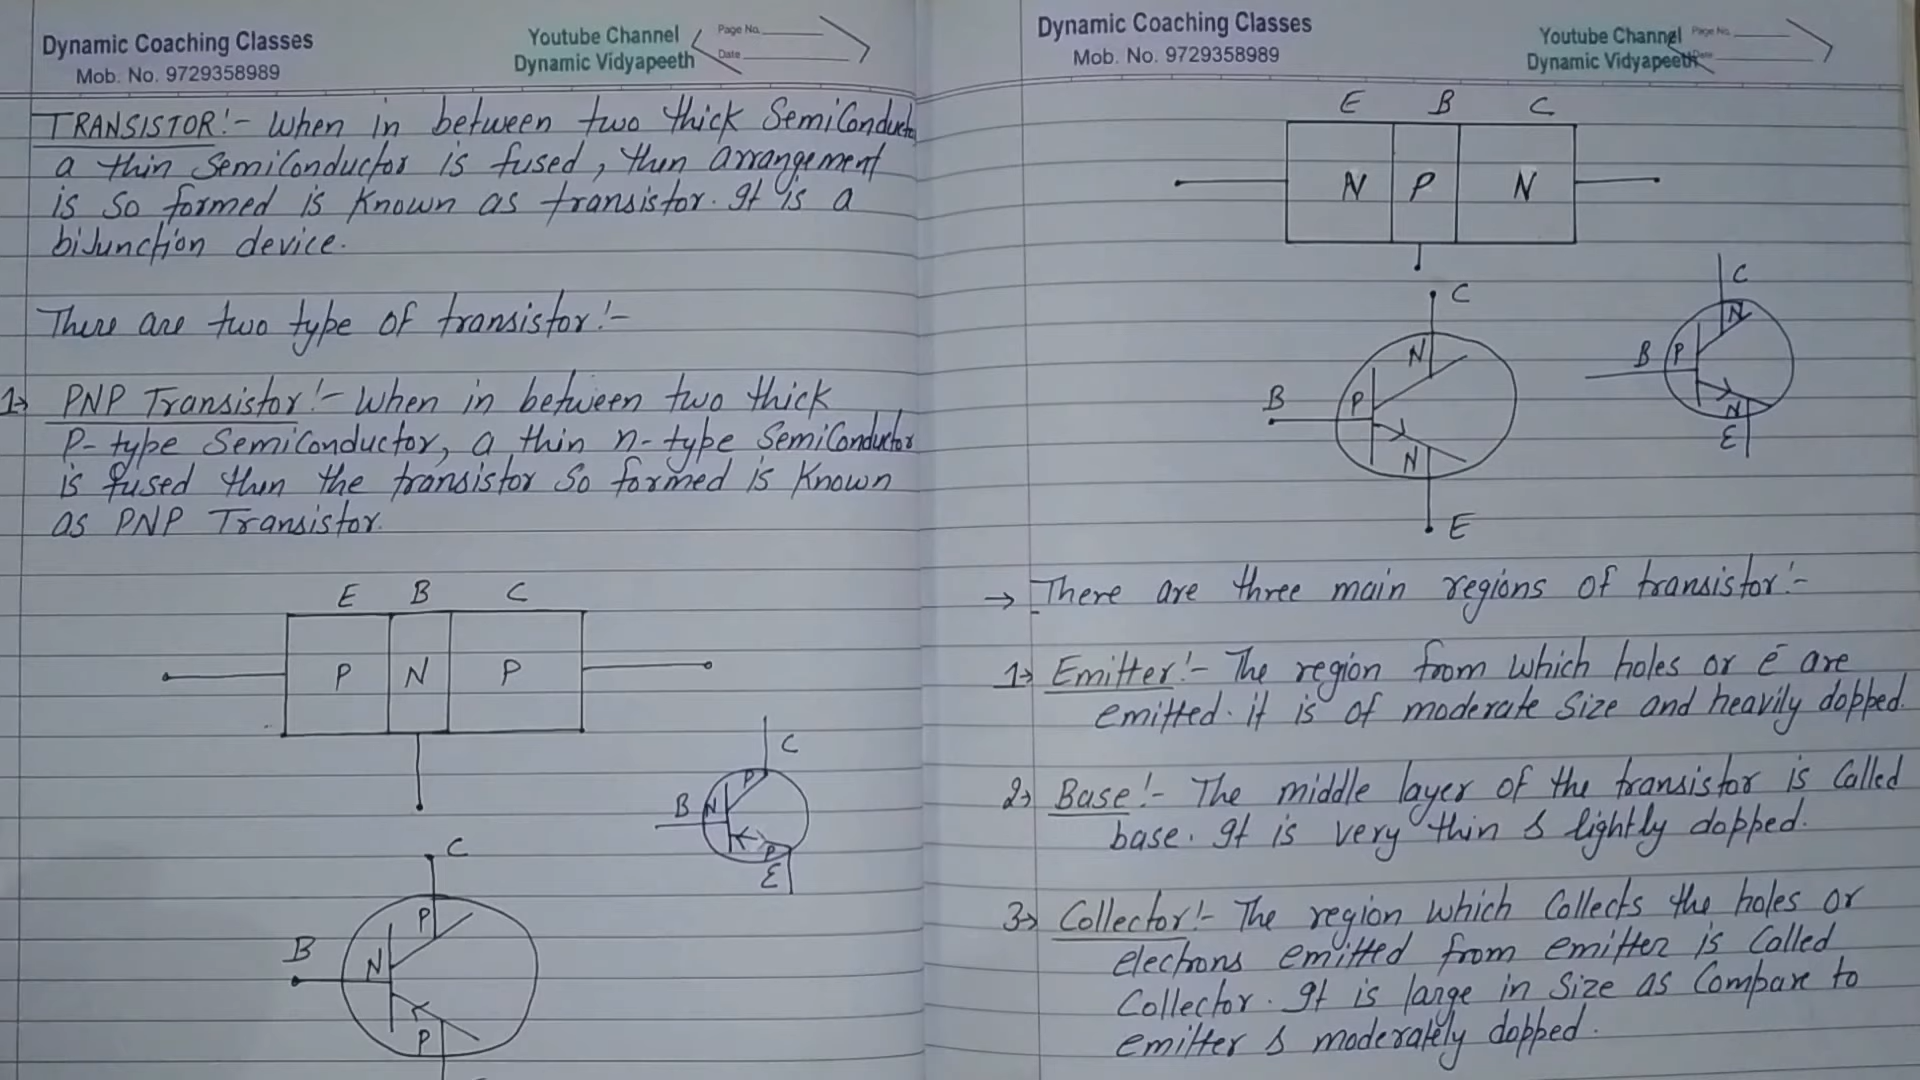 Dynamic Coaching Classes
Mob. No. 9729358989
Youtube Channel
Dynamic Vidyapeeth
Page No.
Date
TRANSISTOR:- When in between two thick SemiConducto
a thin semiconductor is fused, then arrangement
is so formed is known as transistor. It is a
biJunction device.
There are two type of transistor:-
1→ PNP Transistor:- When in between two thick
P-type Semiconductor, a thin n-type SemiConductor
is fused then the transistor so formed is known
as PNP Transistor.
E B C
P N P
C
B N P
P
E
C
B N P
P
Dynamic Coaching Classes
Mob. No. 9729358989
Youtube Channel
Dynamic Vidyapeeth
Page No.
E B C
N P N
C
B P N
N
E
C
B P N
N
E
→ There are three main regions of transistor:-
1→ Emitter:- The region from which holes or ē are
emitted. it is of moderate size and heavily dopped.
2→ Base:- The middle layer of the transistor is Called
base. It is very thin & lightly dopped.
3→ Collector:- The region which Collects the holes or
electrons emitted from emitter is Called
Collector. It is large in Size as Compare to
emitter & moderately dopped.